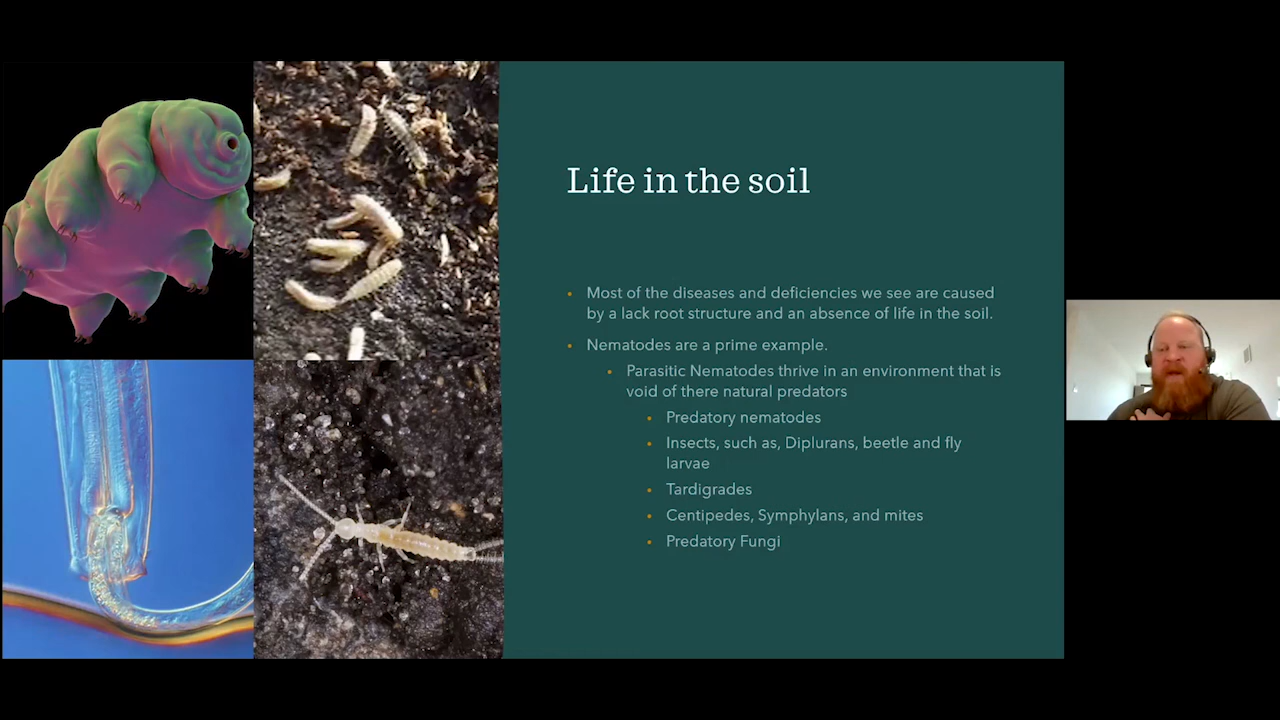 Life in the soil
Most of the diseases and deficiencies we see are caused
by a lack root structure and an absence of life in the soil.
Nematodes are a prime example.
Parasitic Nematodes thrive in an environment that is
void of there natural predators
Predatory nematodes
Insects, such as, Diplurans, beetle and fly
larvae
Tardigrades
Centipedes, Symphylans, and mites
Predatory Fungi